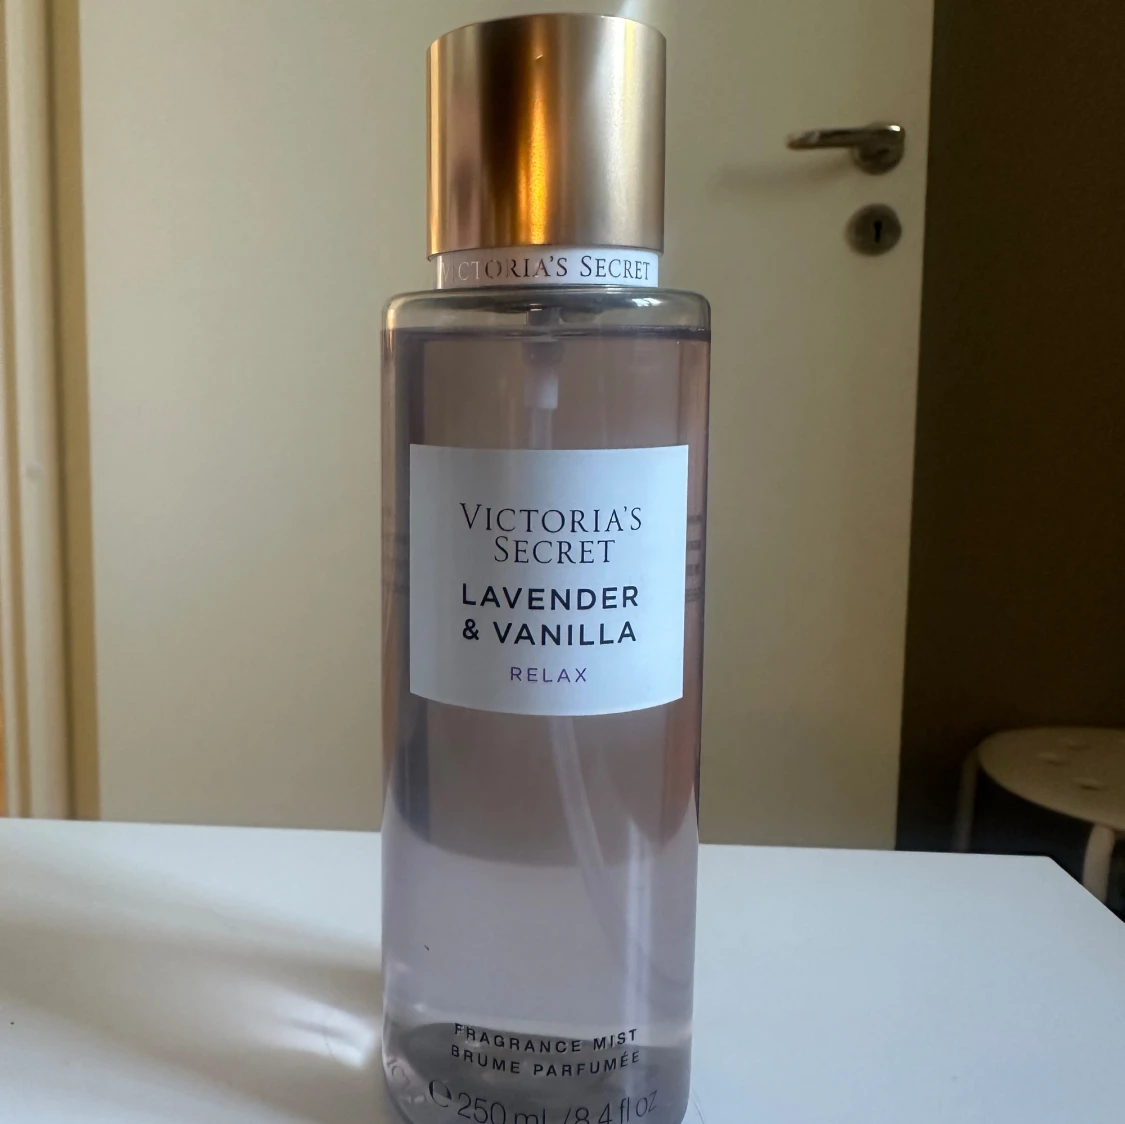 VICTORIA'S SECRET
VICTORIA'S
SECRET
LAVENDER
& VANILLA
RELAX
FRAGRANCE MIST
BRUME PARFUMÉE
e 250 mL / 8.4 fl oz